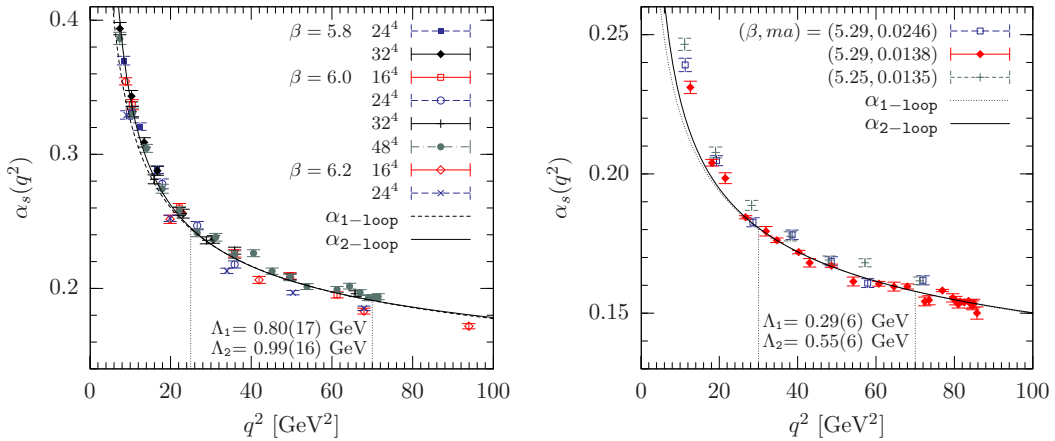 0.4
0.3
0.2
α_s(q²)
β = 5.8 24⁴
32⁴
β = 6.0 16⁴
24⁴
32⁴
48⁴
β = 6.2 16⁴
24⁴
α₁₋ₗₒₒₚ
α₂₋ₗₒₒₚ
Λ₁= 0.80(17) GeV
Λ₂= 0.99(16) GeV
0 20 40 60 80 100
q² [GeV²]
0.25
0.20
0.15
α_s(q²)
(β, ma) = (5.29, 0.0246)
(5.29, 0.0138)
(5.25, 0.0135)
α₁₋ₗₒₒₚ
α₂₋ₗₒₒₚ
Λ₁= 0.29(6) GeV
Λ₂= 0.55(6) GeV
0 20 40 60 80 100
q² [GeV²]